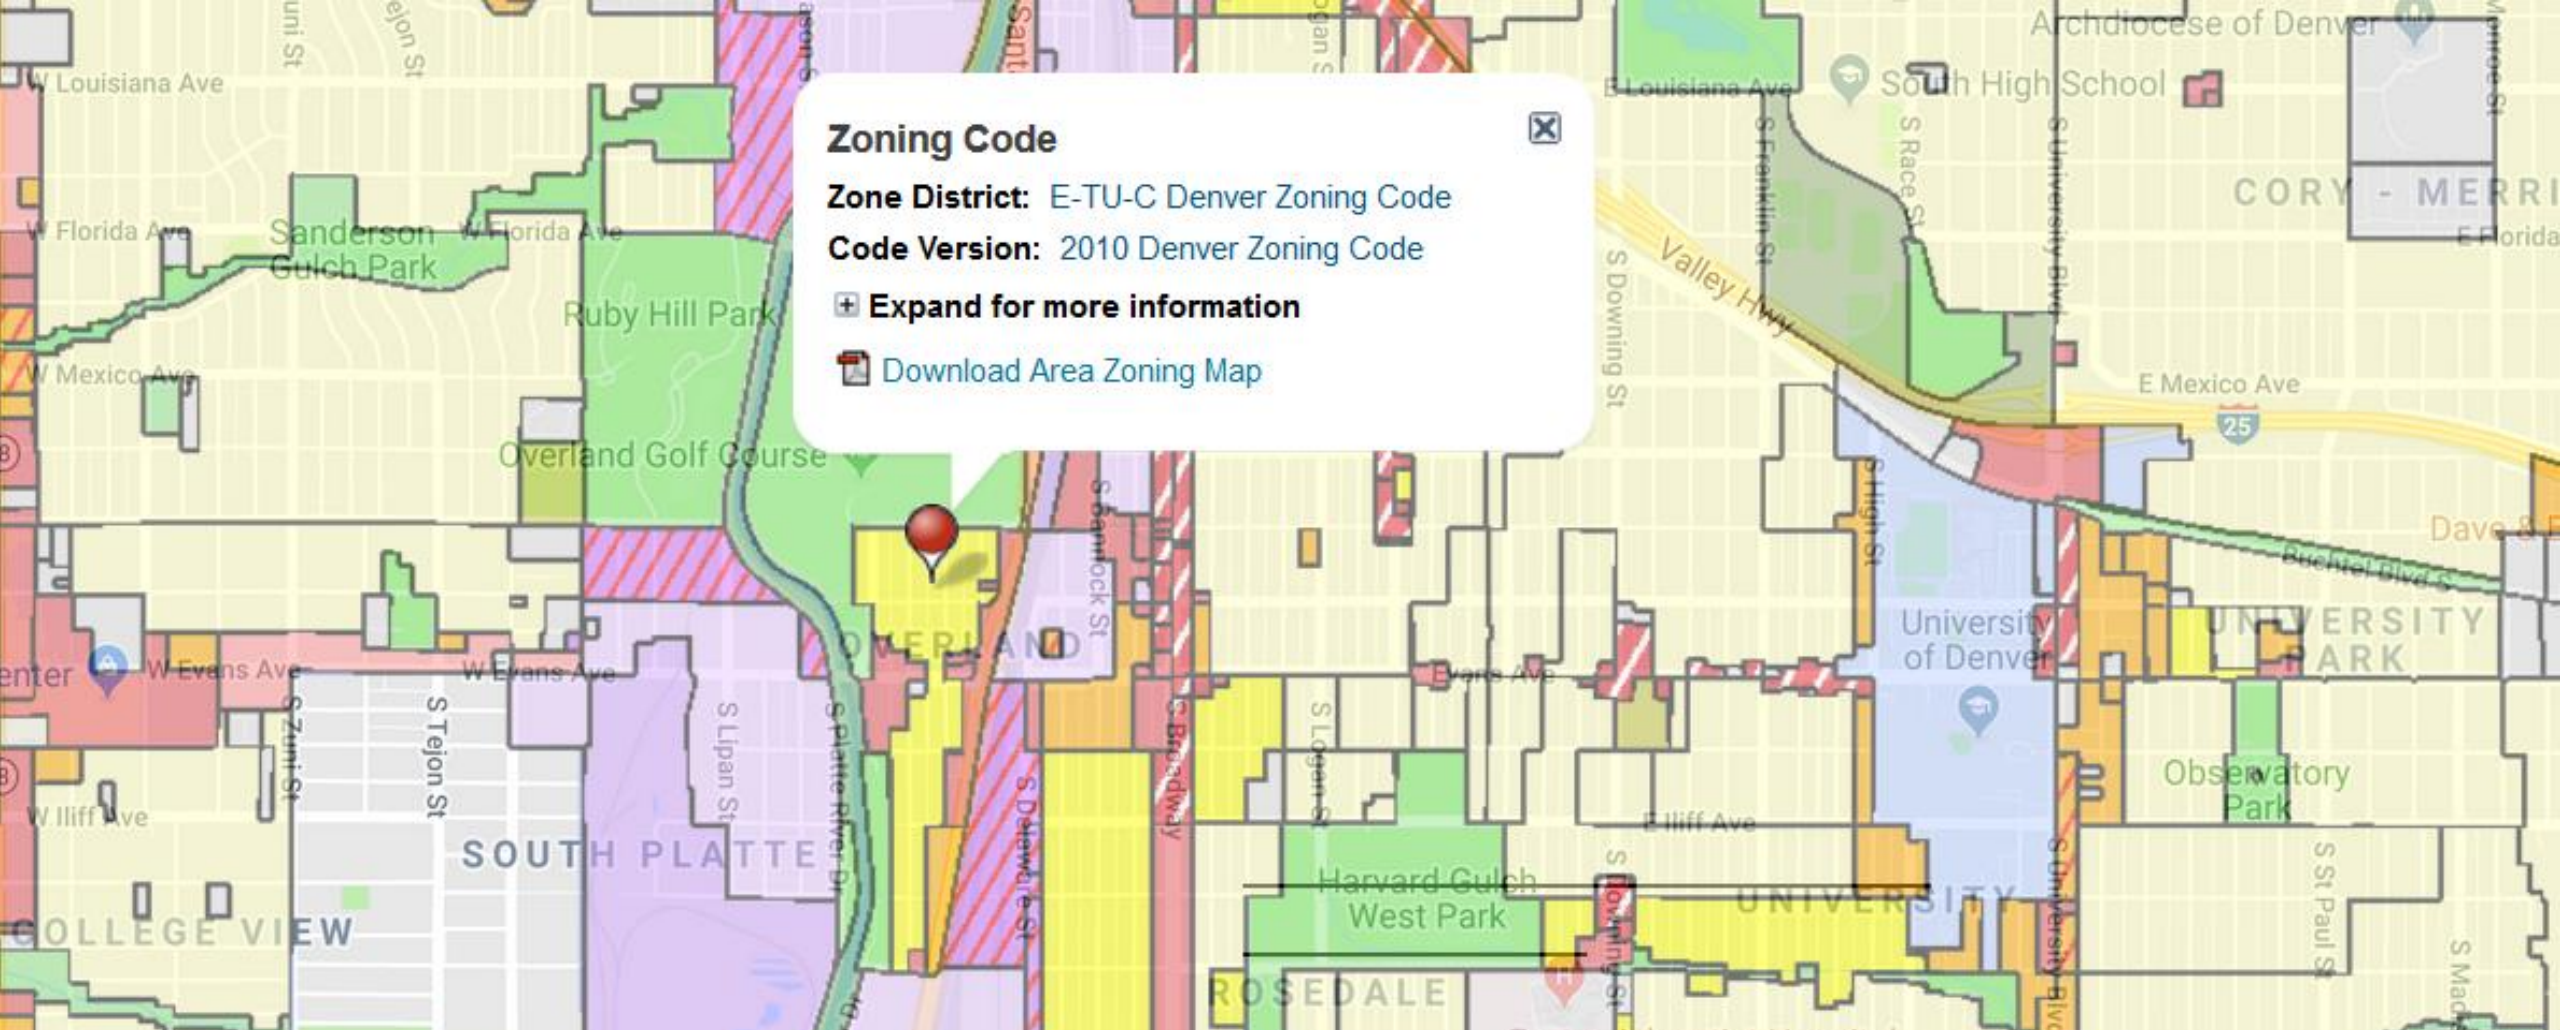 Zoning Code
Zone District: E-TU-C Denver Zoning Code
Code Version: 2010 Denver Zoning Code
Expand for more information
Download Area Zoning Map
Archdiocese of Denver
Monroe St
W Louisiana Ave
E Louisiana Ave
South High School
S Franklin St
S Race St
S University Blvd
CORY - MERRI
E Florida
W Florida Ave
Sanderson
Gulch Park
W Florida Ave
Ruby Hill Park
Valley Hwy
S Downing St
W Mexico Ave
E Mexico Ave
25
Overland Golf Course
S Bannock St
S High St
Buchtel Blvd S
OVERLAND
University
of Denver
UNIVERSITY
PARK
enter
W Evans Ave
W Evans Ave
Evans Ave
S Zuni St
S Tejon St
S Lipan St
S Platte River Dr
S Delaware St
S Broadway
S Logan St
Observatory
Park
W Iliff Ave
E Iliff Ave
SOUTH PLATTE
Harvard Gulch
West Park
UNIVERSITY
S University Blvd
S St Paul St
S Mad
COLLEGE VIEW
ROSEDALE